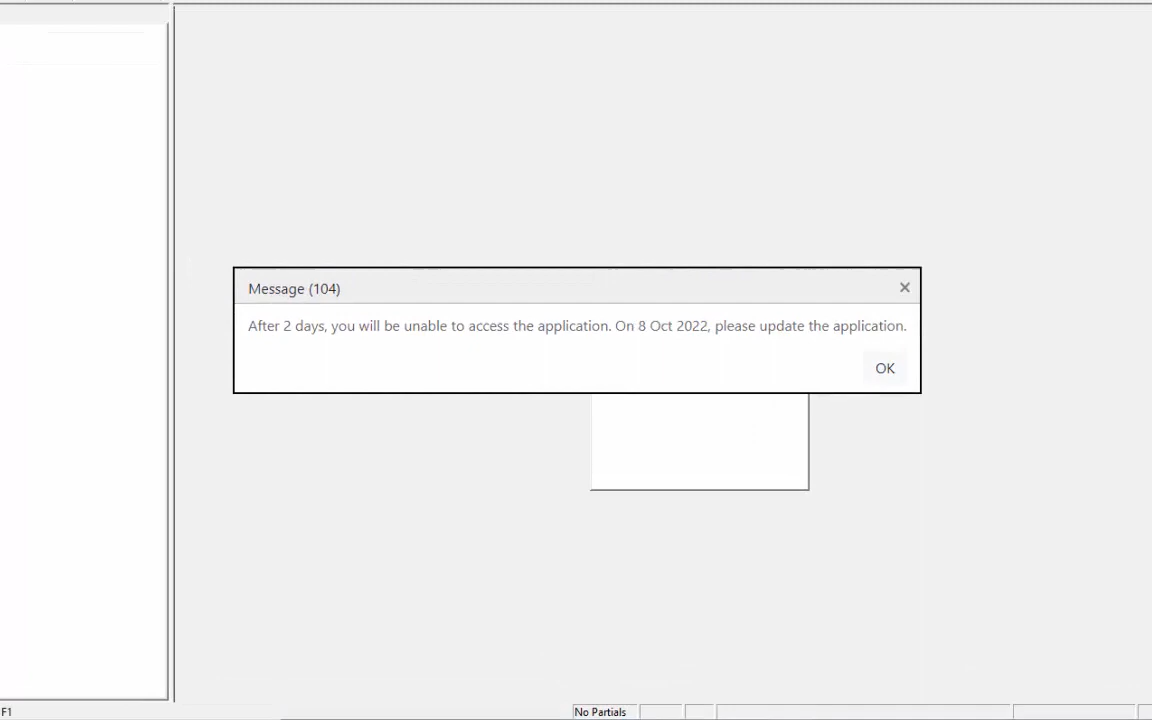 Message (104)
After 2 days, you will be unable to access the application. On 8 Oct 2022, please update the application.
OK
F1
No Partials